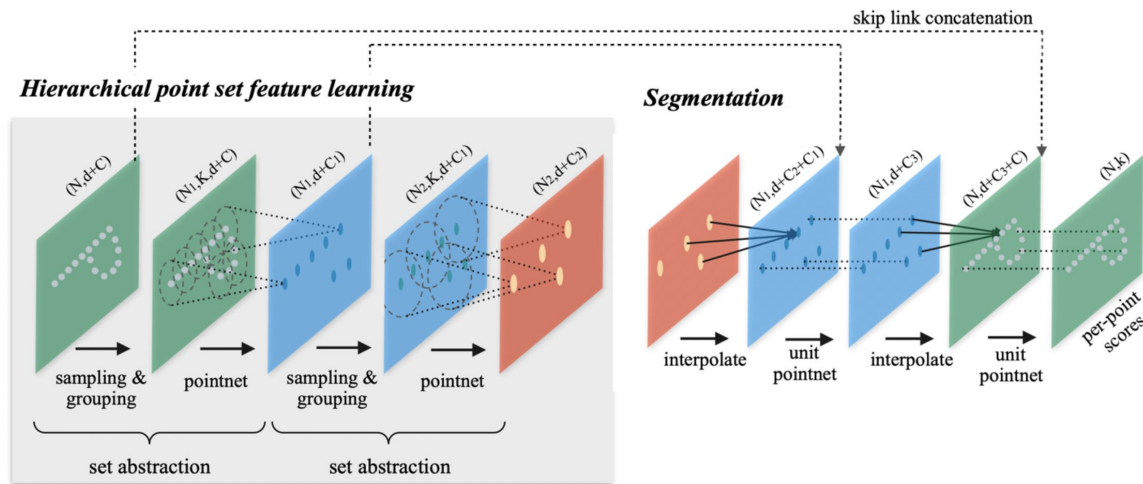 skip link concatenation
Hierarchical point set feature learning
Segmentation
(N,d+C)
(N1,K,d+C)
(N1,d+C1)
(N2,K,d+C1)
(N2,d+C2)
(N1,d+C2+C1)
(N1,d+C3)
(N,d+C3+C)
(N,k)
sampling &
grouping
pointnet
sampling &
grouping
pointnet
set abstraction
set abstraction
interpolate
unit
pointnet
interpolate
unit
pointnet
per-point
scores